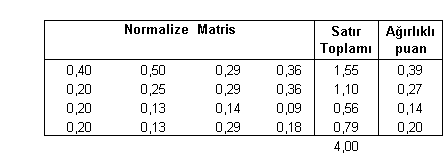 Normalize Matris Satır Toplamı Ağırlıklı puan
0,40 0,50 0,29 0,36 1,55 0,39
0,20 0,25 0,29 0,36 1,10 0,27
0,20 0,13 0,14 0,09 0,56 0,14
0,20 0,13 0,29 0,18 0,79 0,20
4,00